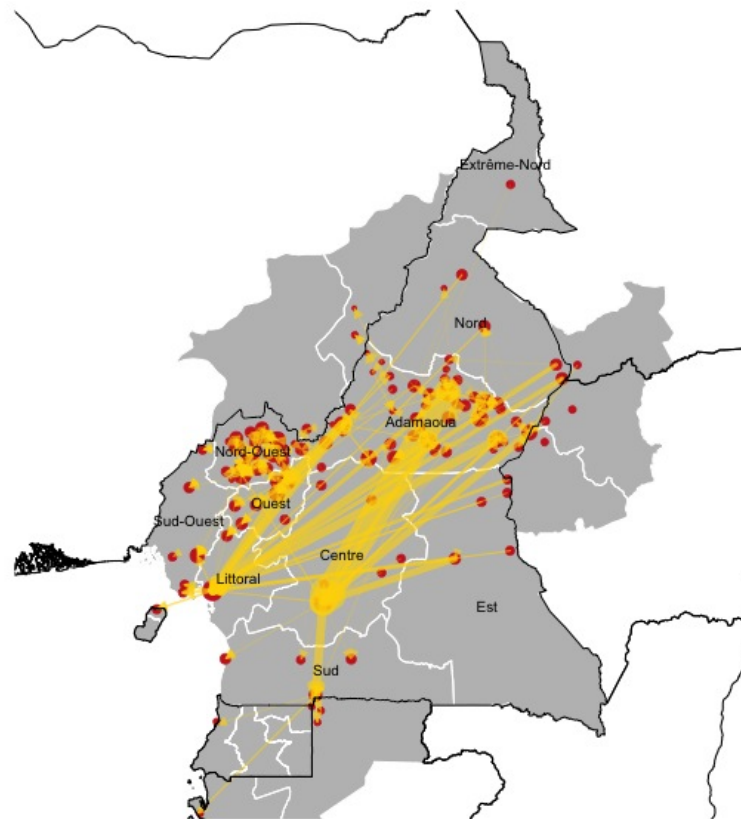 Extrême-Nord
Nord
Adamaoua
Nord-Ouest
Ouest
Sud-Ouest
Centre
Littoral
Est
Sud